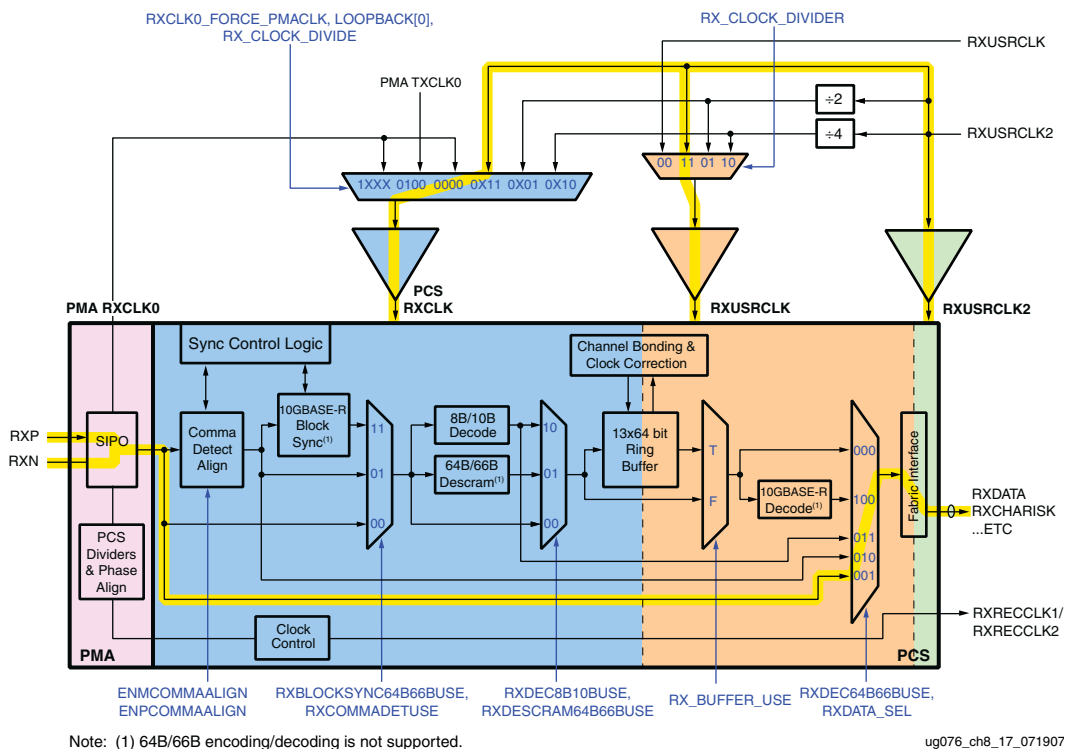 RXCLK0_FORCE_PMACLK, LOOPBACK[0],
RX_CLOCK_DIVIDE
RX_CLOCK_DIVIDER
RXUSRCLK
PMA TXCLK0
÷2
÷4
RXUSRCLK2
1XXX 0100 0000 0X11 0X01 0X10
00 11 01 10
PCS
RXCLK
RXUSRCLK
RXUSRCLK2
PMA RXCLK0
Sync Control Logic
Channel Bonding &
Clock Correction
RXP
RXN
SIPO
Comma
Detect
Align
10GBASE-R
Block
Sync(1)
11
01
00
8B/10B
Decode
64B/66B
Descram(1)
10
01
00
13x64 bit
Ring
Buffer
T
F
10GBASE-R
Decode(1)
000
100
011
010
001
Fabric Interface
RXDATA
RXCHARISK
...ETC
PCS
Dividers
& Phase
Align
Clock
Control
RXRECCLK1/
RXRECCLK2
PMA
PCS
ENMCOMMAALIGN
ENPCOMMAALIGN
RXBLOCKSYNC64B66BUSE,
RXCOMMADETUSE
RXDEC8B10BUSE,
RXDESCRAM64B66BUSE
RX_BUFFER_USE
RXDEC64B66BUSE,
RXDATA_SEL
Note: (1) 64B/66B encoding/decoding is not supported.
ug076_ch8_17_071907